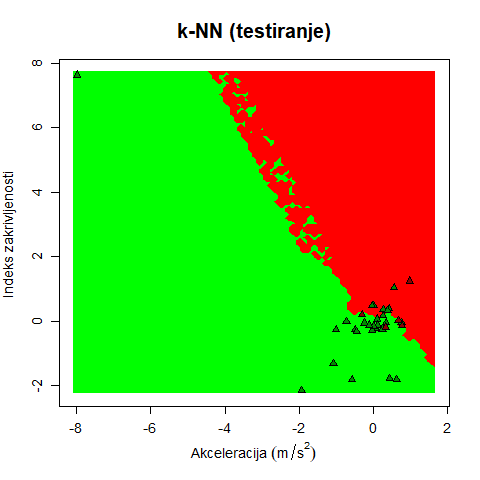 k-NN (testiranje)
Indeks zakrivljenosti
8
6
4
2
0
-2
-8 -6 -4 -2 0 2
Akceleracija (m/s²)